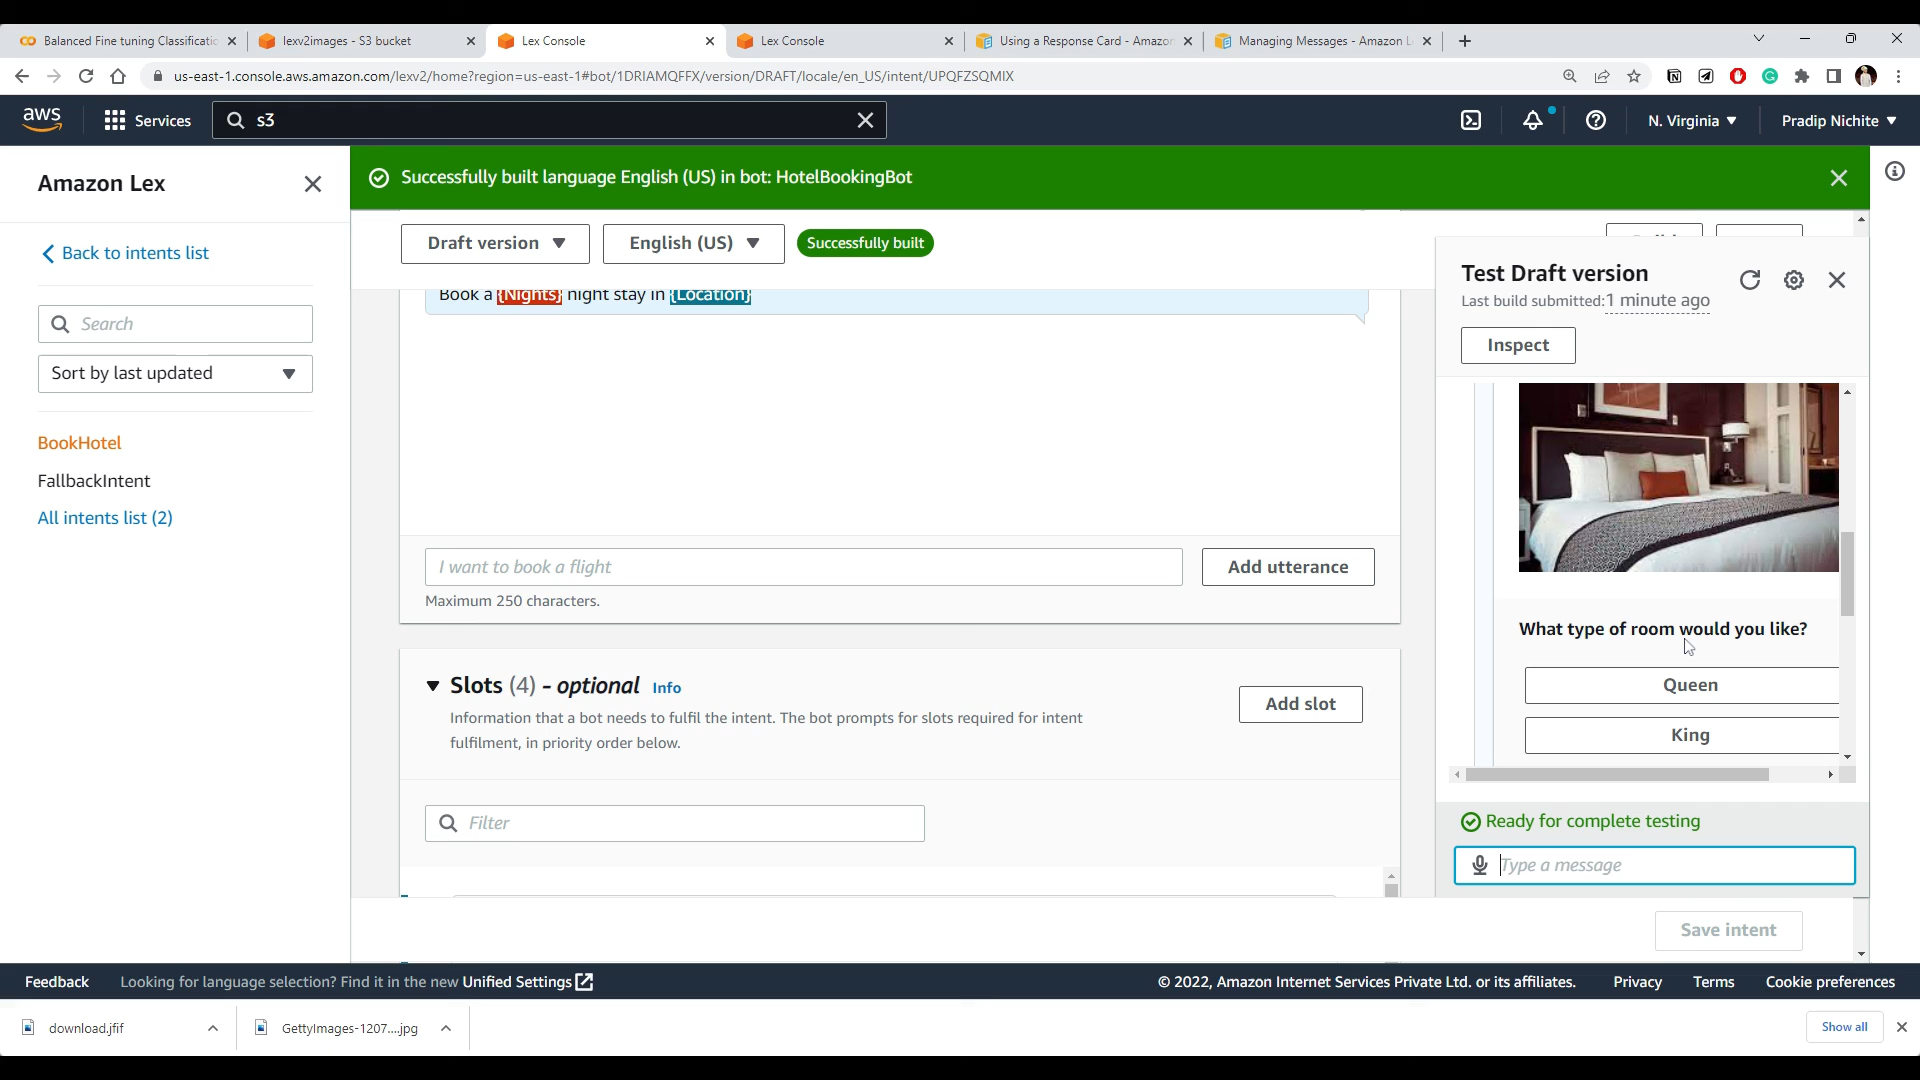 Balanced Fine tuning Classificatic
lexv2images - S3 bucket
Lex Console
Lex Console
Using a Response Card - Amazon
Managing Messages - Amazon L
us-east-1.console.aws.amazon.com/lexv2/home?region=us-east-1#bot/1DRIAMQFFX/version/DRAFT/locale/en_US/intent/UPQFZSQMIX
aws
Services
s3
N. Virginia
Pradip Nichite
Amazon Lex
Back to intents list
Search
Sort by last updated
BookHotel
FallbackIntent
All intents list (2)
Successfully built language English (US) in bot: HotelBookingBot
Draft version
English (US)
Successfully built
Book a {Nights} night stay in {Location}
I want to book a flight
Add utterance
Maximum 250 characters.
Slots (4) - optional Info
Information that a bot needs to fulfil the intent. The bot prompts for slots required for intent
fulfilment, in priority order below.
Add slot
Filter
Test Draft version
Last build submitted: 1 minute ago
Inspect
What type of room would you like?
Queen
King
Ready for complete testing
Type a message
Save intent
Feedback
Looking for language selection? Find it in the new Unified Settings
© 2022, Amazon Internet Services Private Ltd. or its affiliates.
Privacy
Terms
Cookie preferences
download.jfif
GettyImages-1207....jpg
Show all